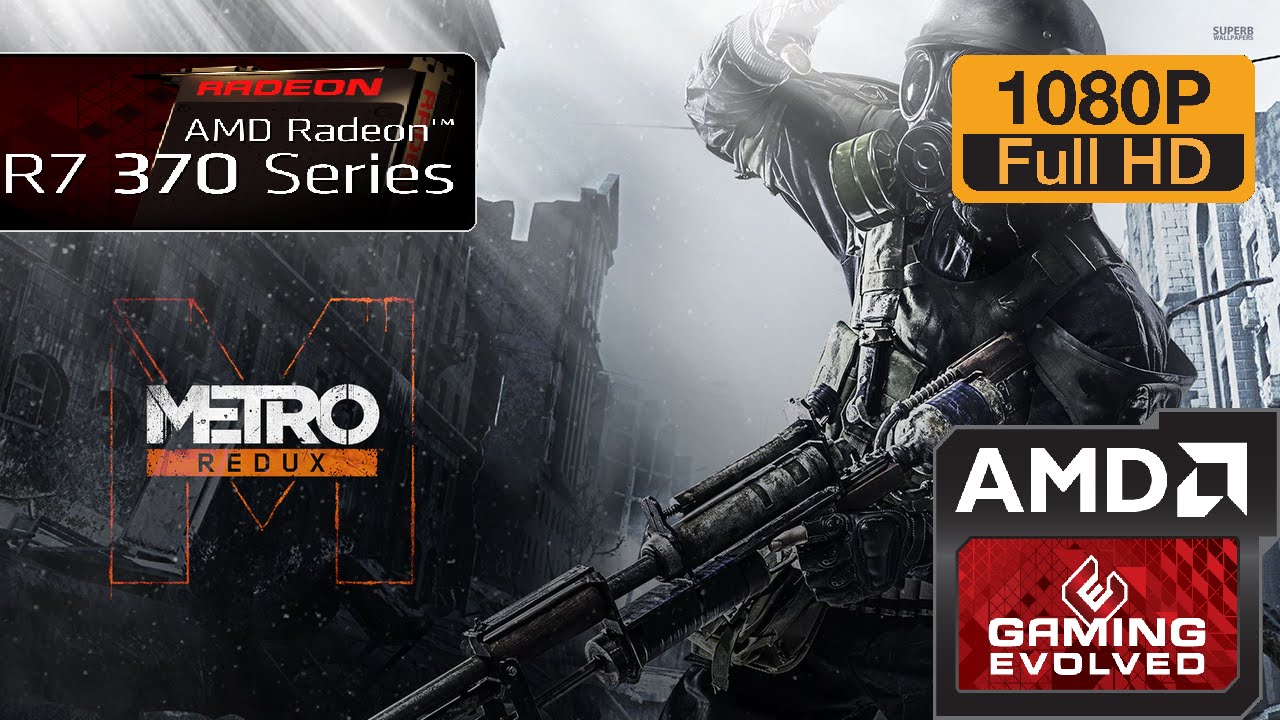 SUPERB
WALLPAPERS
RADEON
AMD Radeon™
R7 370 Series
1080P
Full HD
METRO
REDUX
AMD
GAMING
EVOLVED